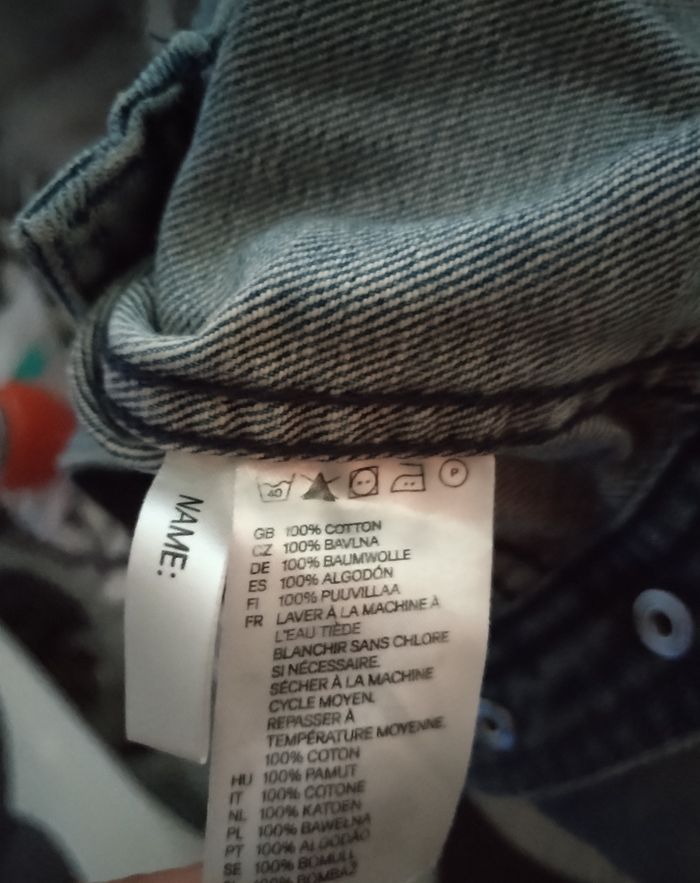 NAME:
40
P
GB 100% COTTON
CZ 100% BAVLNA
DE 100% BAUMWOLLE
ES 100% ALGODÓN
FI 100% PUUVILLAA
FR LAVER À LA MACHINE À
L'EAU TIÈDE
BLANCHIR SANS CHLORE
SI NÉCESSAIRE.
SÉCHER À LA MACHINE
CYCLE MOYEN.
REPASSER À
TEMPÉRATURE MOYENNE.
100% COTON
HU 100% PAMUT
IT 100% COTONE
NL 100% KATOEN
PL 100% BAWEŁNA
PT 100% ALGODÃO
SE 100% BOMULL
100% BOMBAŽ